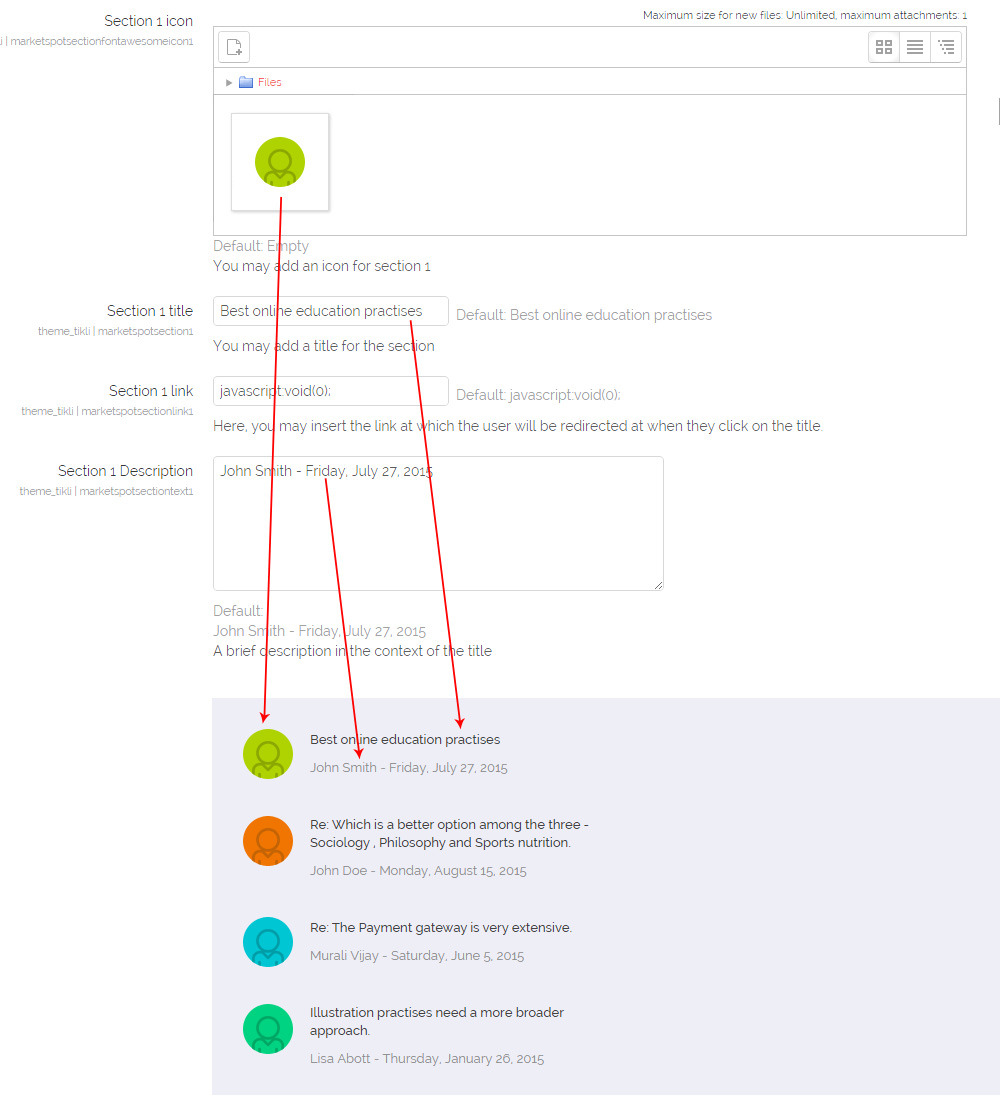 Maximum size for new files: Unlimited, maximum attachments: 1
Section 1 icon
i | marketspotsectionfontawesomeicon1
Files
Default: Empty
You may add an icon for section 1
Section 1 title
theme_tikli | marketspotsection1
Best online education practises
Default: Best online education practises
You may add a title for the section
Section 1 link
theme_tikli | marketspotsectionlink1
javascript:void(0);
Default: javascript:void(0);
Here, you may insert the link at which the user will be redirected at when they click on the title.
Section 1 Description
theme_tikli | marketspotsectiontext1
John Smith - Friday, July 27, 2015
Default:
John Smith - Friday, July 27, 2015
A brief description in the context of the title
Best online education practises
John Smith - Friday, July 27, 2015
Re: Which is a better option among the three -
Sociology , Philosophy and Sports nutrition.
John Doe - Monday, August 15, 2015
Re: The Payment gateway is very extensive.
Murali Vijay - Saturday, June 5, 2015
Illustration practises need a more broader
approach.
Lisa Abott - Thursday, January 26, 2015